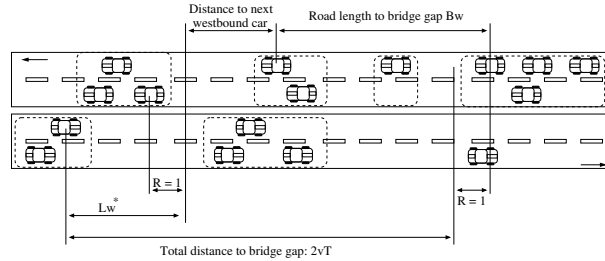 Distance to next
westbound car
Road length to bridge gap Bw
R = 1
R = 1
Lw*
Total distance to bridge gap: 2vT